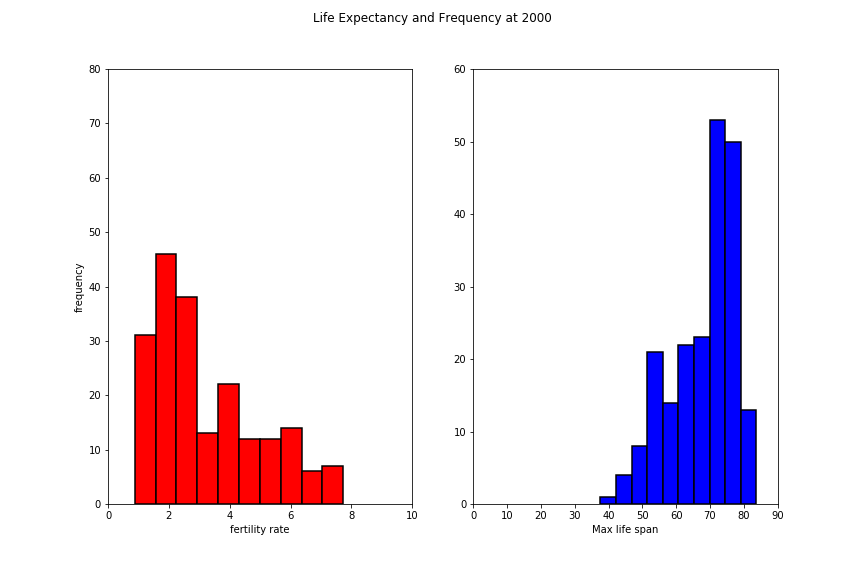 Life Expectancy and Frequency at 2000
80
70
60
50
40
30
20
10
0
frequency
0 2 4 6 8 10
fertility rate
60
50
40
30
20
10
0
0 10 20 30 40 50 60 70 80 90
Max life span